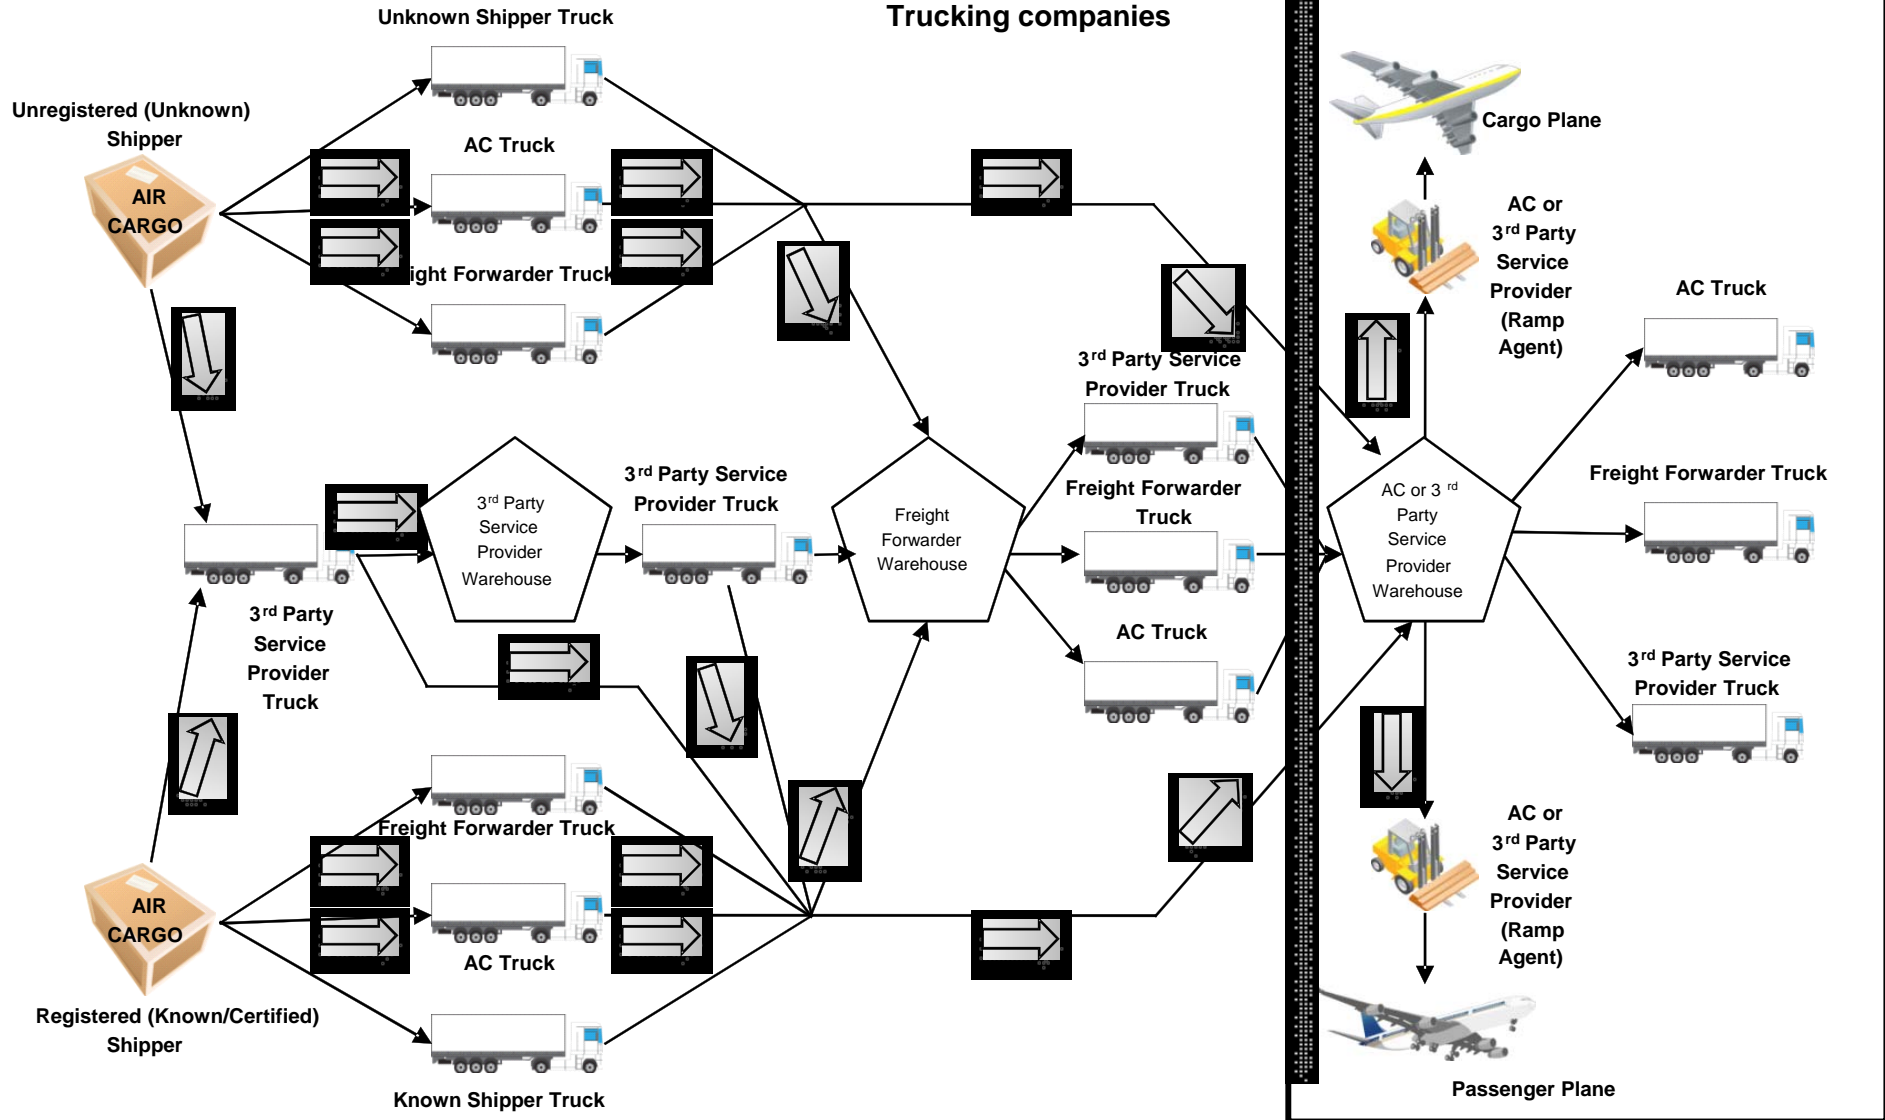 Unknown Shipper Truck
Trucking companies
Unregistered (Unknown)
Shipper
AIR
CARGO
AC Truck
ight Forwarder Truck
Cargo Plane
AC or
3rd Party
Service
Provider
(Ramp
Agent)
AC Truck
3rd Party Service
Provider Truck
3rd Party
Service
Provider
Warehouse
3rd Party Service
Provider Truck
Freight
Forwarder
Warehouse
Freight Forwarder
Truck
AC or 3 rd
Party
Service
Provider
Warehouse
Freight Forwarder Truck
3rd Party
Service
Provider
Truck
AC Truck
3rd Party Service
Provider Truck
Freight Forwarder Truck
AC or
3rd Party
Service
Provider
(Ramp
Agent)
AIR
CARGO
AC Truck
Registered (Known/Certified)
Shipper
Known Shipper Truck
Passenger Plane